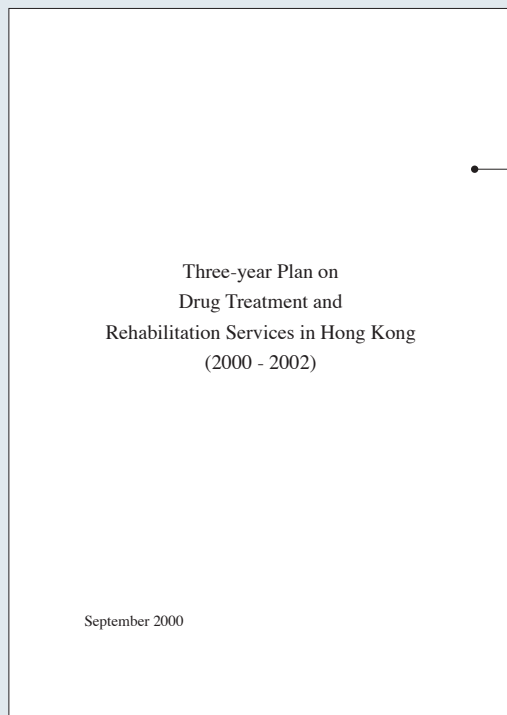 Three-year Plan on
Drug Treatment and
Rehabilitation Services in Hong Kong
(2000 - 2002)
September 2000